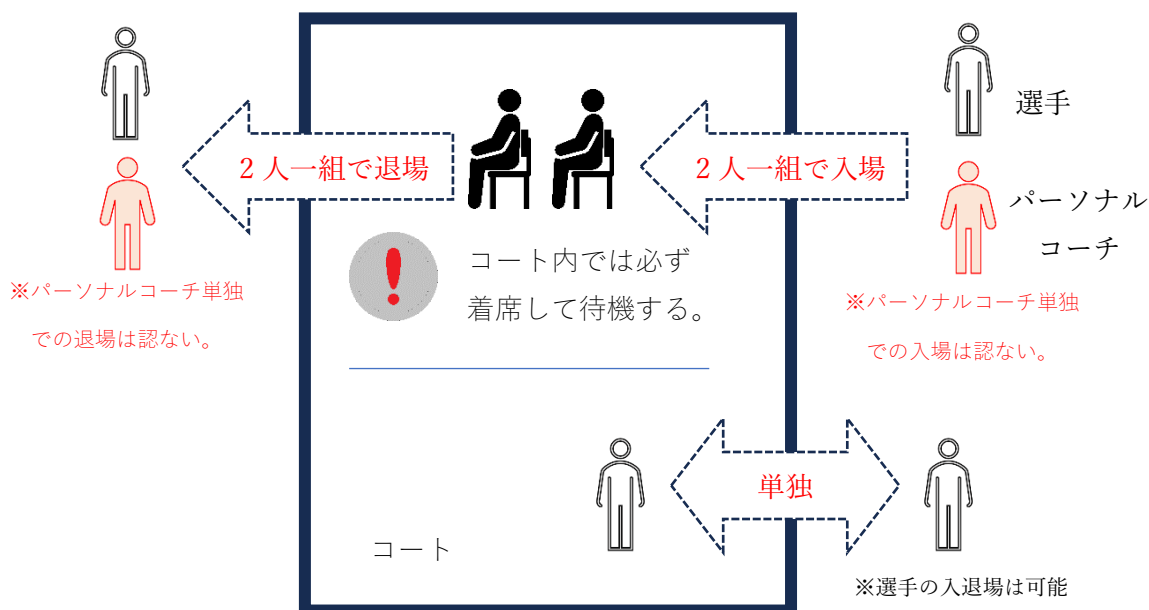 選手
2人一組で退場
2人一組で入場
パーソナル
コーチ
コート内では必ず
着席して待機する。
※パーソナルコーチ単独
での退場は認ない。
※パーソナルコーチ単独
での入場は認ない。
単独
コート
※選手の入退場は可能